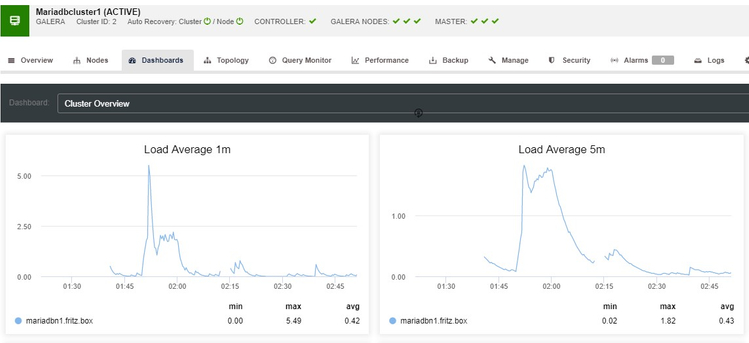 Mariadbcluster1 (ACTIVE)
GALERA Cluster ID: 2 Auto Recovery: Cluster / Node CONTROLLER: GALERA NODES: MASTER:
Overview Nodes Dashboards Topology Query Monitor Performance Backup Manage Security Alarms 0 Logs
Dashboard: Cluster Overview
Load Average 1m
5.00
2.50
0.00
01:30 01:45 02:00 02:15 02:30 02:45
min max avg
mariadbn1.fritz.box 0.00 5.49 0.42
Load Average 5m
1.00
0.00
01:30 01:45 02:00 02:15 02:30 02:45
min max avg
mariadbn1.fritz.box 0.02 1.82 0.43